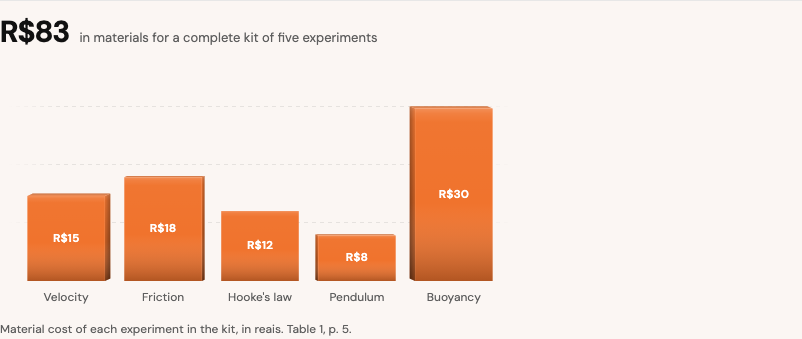 R$83 in materials for a complete kit of five experiments
R$30
R$18
R$15
R$12
R$8
Velocity Friction Hooke's law Pendulum Buoyancy
Material cost of each experiment in the kit, in reais. Table 1, p. 5.